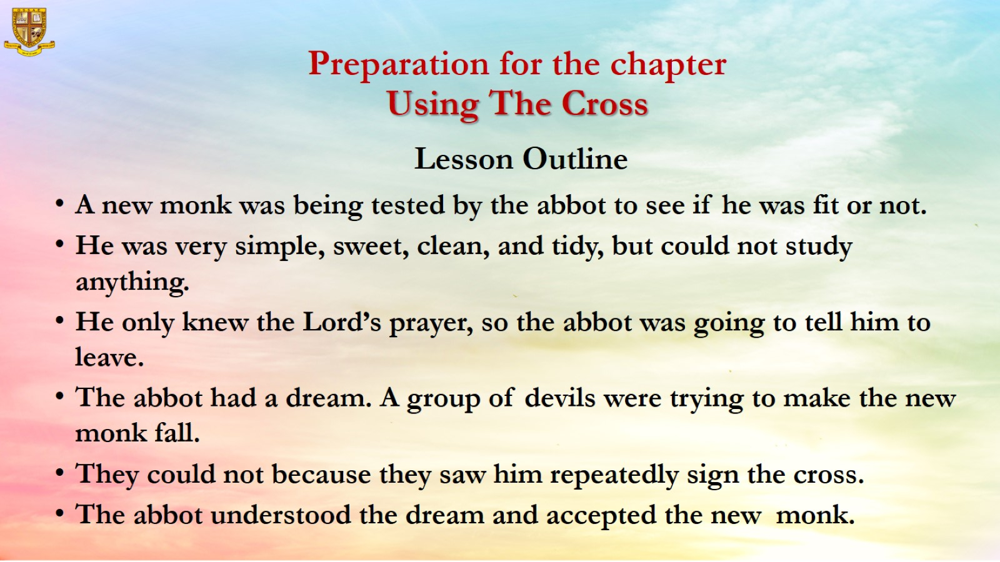 Preparation for the chapter
Using The Cross
Lesson Outline
• A new monk was being tested by the abbot to see if he was fit or not.
• He was very simple, sweet, clean, and tidy, but could not study
anything.
• He only knew the Lord’s prayer, so the abbot was going to tell him to
leave.
• The abbot had a dream. A group of devils were trying to make the new
monk fall.
• They could not because they saw him repeatedly sign the cross.
• The abbot understood the dream and accepted the new monk.